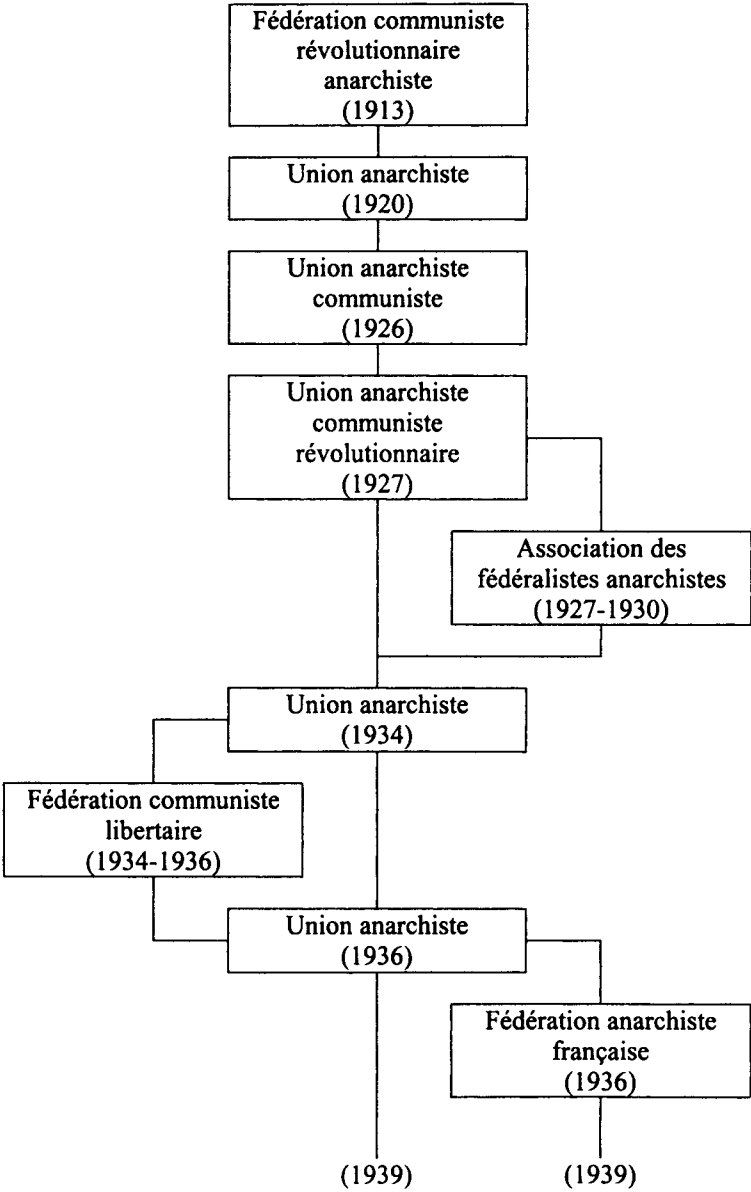 Fédération communiste
révolutionnaire
anarchiste
(1913)
Union anarchiste
(1920)
Union anarchiste
communiste
(1926)
Union anarchiste
communiste
révolutionnaire
(1927)
Association des
fédéralistes anarchistes
(1927-1930)
Union anarchiste
(1934)
Fédération communiste
libertaire
(1934-1936)
Union anarchiste
(1936)
Fédération anarchiste
française
(1936)
(1939) (1939)